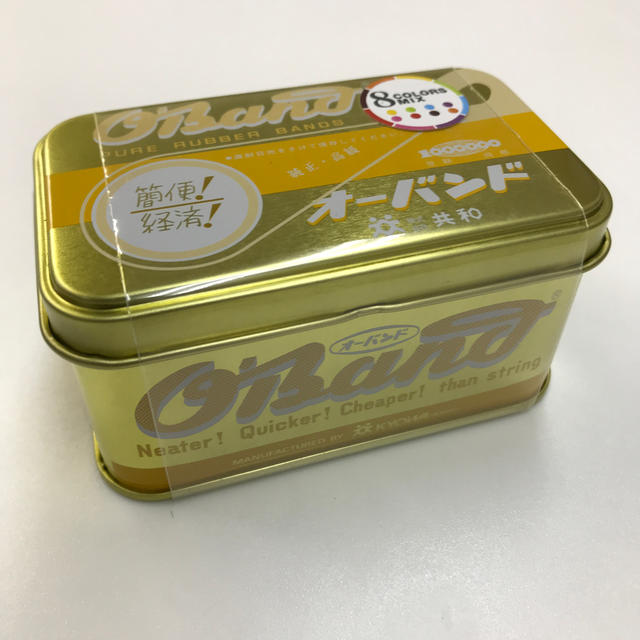 O'Band
PURE RUBBER BANDS
8 COLORS
MIX
簡便!
経済!
オーバンド
共和
オーバンド
O'Band®
Neater! Quicker! Cheaper! than string
MANUFACTURED BY KYOWA